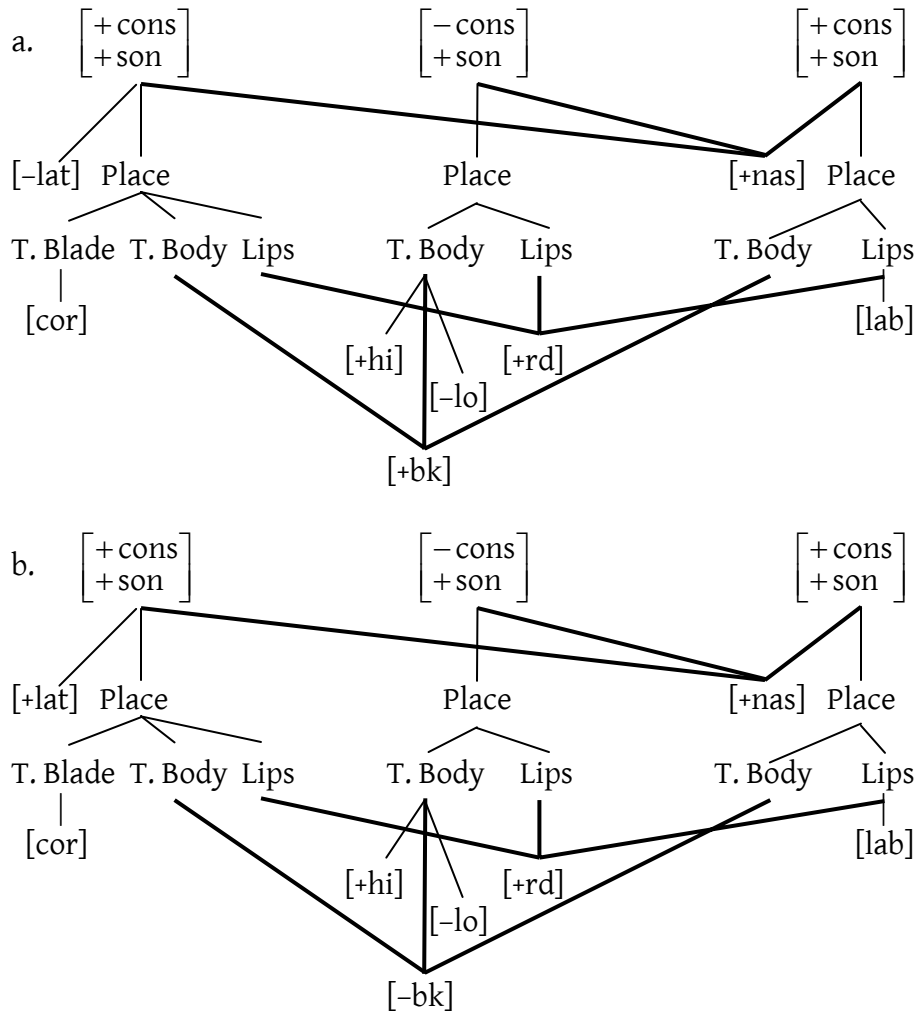 a. [+ cons + son] [− cons + son] [+ cons + son]
[–lat] Place Place [+nas] Place
T. Blade T. Body Lips T. Body Lips T. Body Lips
[cor] [+hi] [+rd] [lab]
[–lo]
[+bk]
b. [+ cons + son] [− cons + son] [+ cons + son]
[+lat] Place Place [+nas] Place
T. Blade T. Body Lips T. Body Lips T. Body Lips
[cor] [+hi] [+rd] [lab]
[–lo]
[–bk]